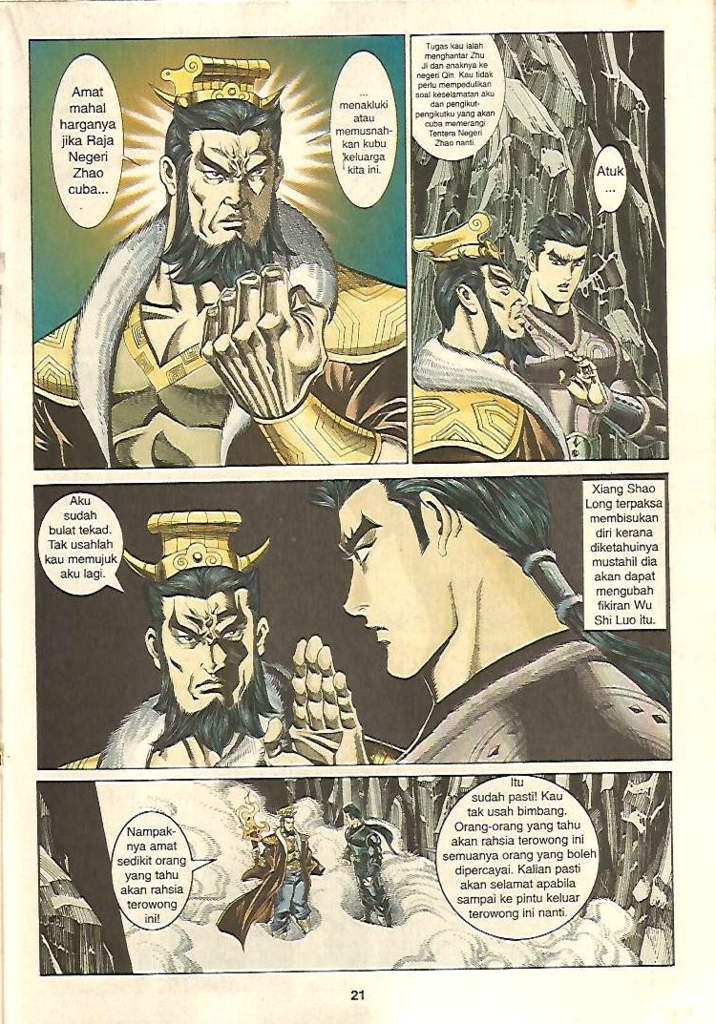 Amat
mahal
harganya
jika Raja
Negeri
Zhao
cuba...
...
menakluki
atau
memusnah-
kan kubu
keluarga
kita ini.
Tugas kau ialah
menghantar Zhu
Ji dan anaknya ke
negeri Qin. Kau tidak
perlu mempedulikan
soal keselamatan aku
dan pengikut-
pengikutku yang akan
cuba memerangi
Tentera Negeri
Zhao nanti.
Atuk
...
Aku
sudah
bulat tekad.
Tak usahlah
kau memujuk
aku lagi.
Xiang Shao
Long terpaksa
membisukan
diri kerana
diketahuinya
mustahil dia
akan dapat
mengubah
fikiran Wu
Shi Luo itu.
Nampak-
nya amat
sedikit orang
yang tahu
akan rahsia
terowong
ini!
Itu
sudah pasti! Kau
tak usah bimbang.
Orang-orang yang tahu
akan rahsia terowong ini
semuanya orang yang boleh
dipercayai. Kalian pasti
akan selamat apabila
sampai ke pintu keluar
terowong ini nanti.
21